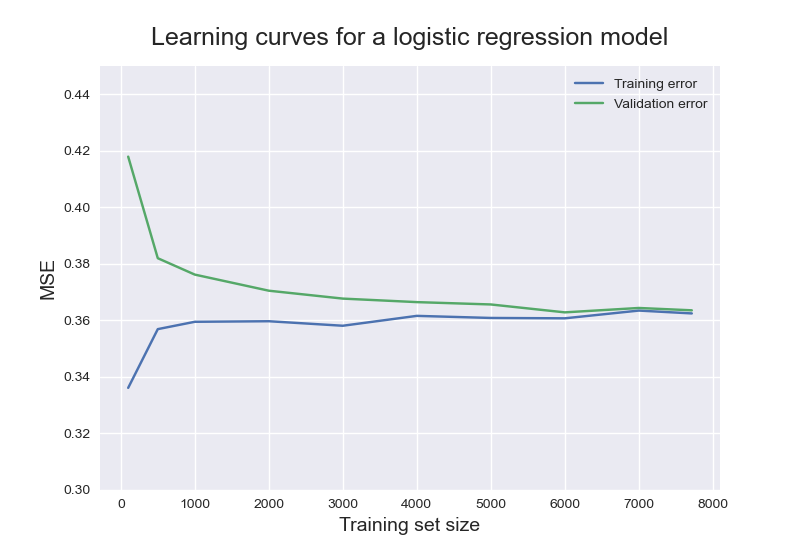 Learning curves for a logistic regression model
Training error
Validation error
0.44
0.42
0.40
0.38
0.36
0.34
0.32
0.30
MSE
0 1000 2000 3000 4000 5000 6000 7000 8000
Training set size